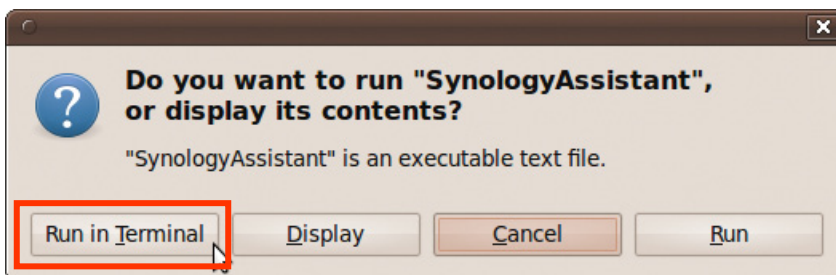 Do you want to run "SynologyAssistant",
or display its contents?
"SynologyAssistant" is an executable text file.
Run in Terminal
Display
Cancel
Run